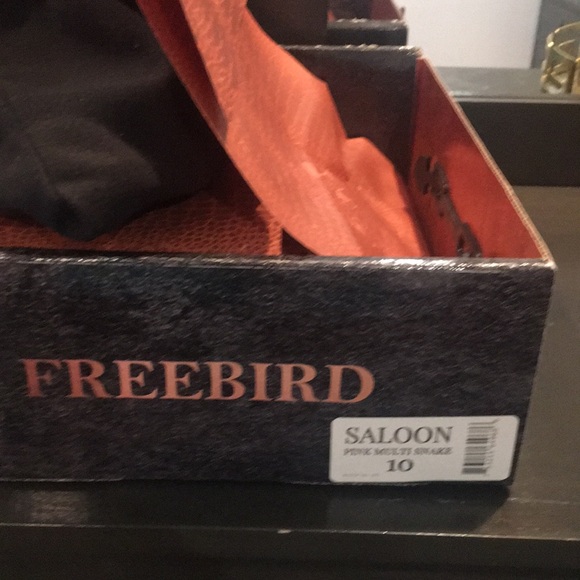 FREEBIRD
SALOON
PINK MULTI SNAKE
10